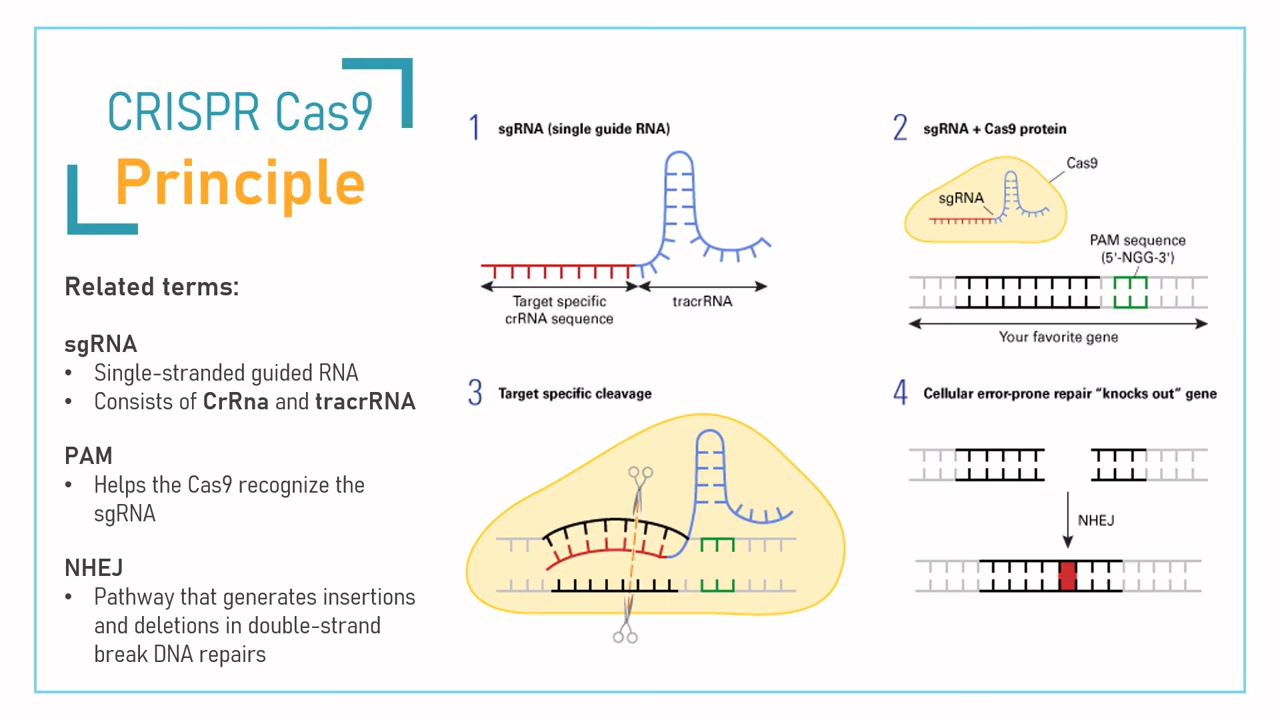 CRISPR Cas9
Principle
Related terms:
sgRNA
• Single-stranded guided RNA
• Consists of CrRna and tracrRNA
PAM
• Helps the Cas9 recognize the
sgRNA
NHEJ
• Pathway that generates insertions
and deletions in double-strand
break DNA repairs
1 sgRNA (single guide RNA)
Target specific
crRNA sequence
tracrRNA
2 sgRNA + Cas9 protein
Cas9
sgRNA
PAM sequence
(5'-NGG-3')
Your favorite gene
3 Target specific cleavage
4 Cellular error-prone repair “knocks out” gene
NHEJ